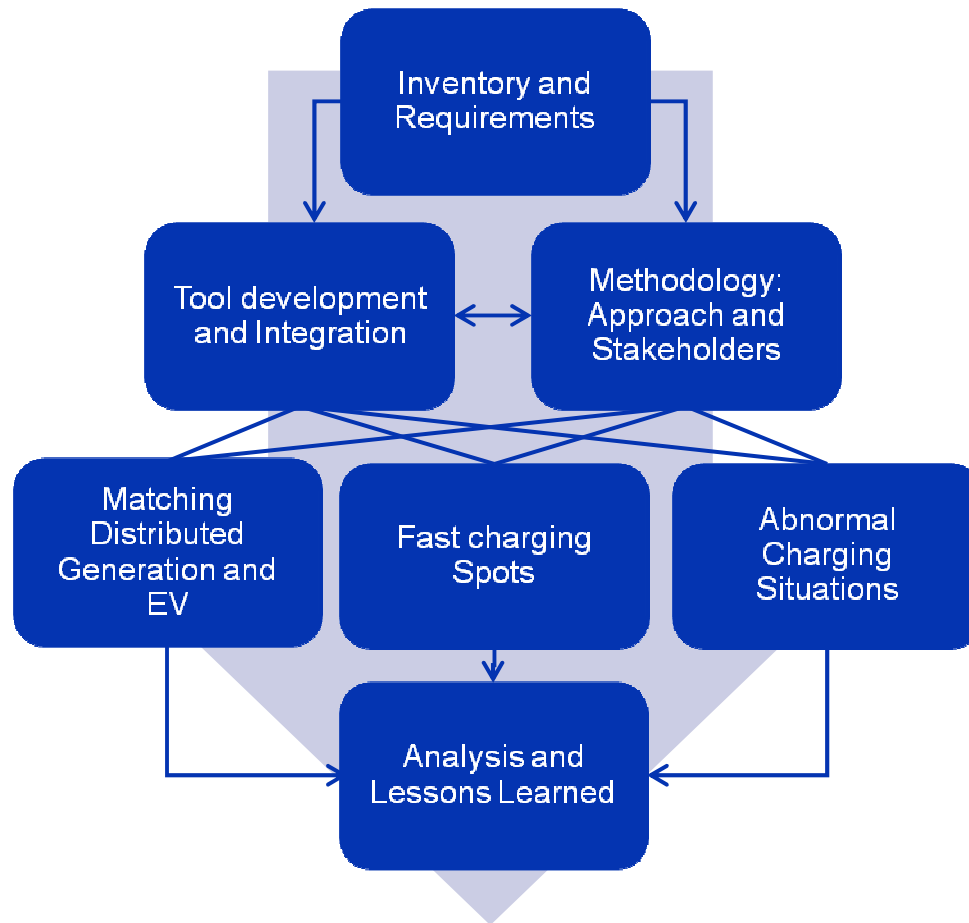 Inventory and
Requirements
Tool development
and Integration
Methodology:
Approach and
Stakeholders
Matching
Distributed
Generation and
EV
Fast charging
Spots
Abnormal
Charging
Situations
Analysis and
Lessons Learned